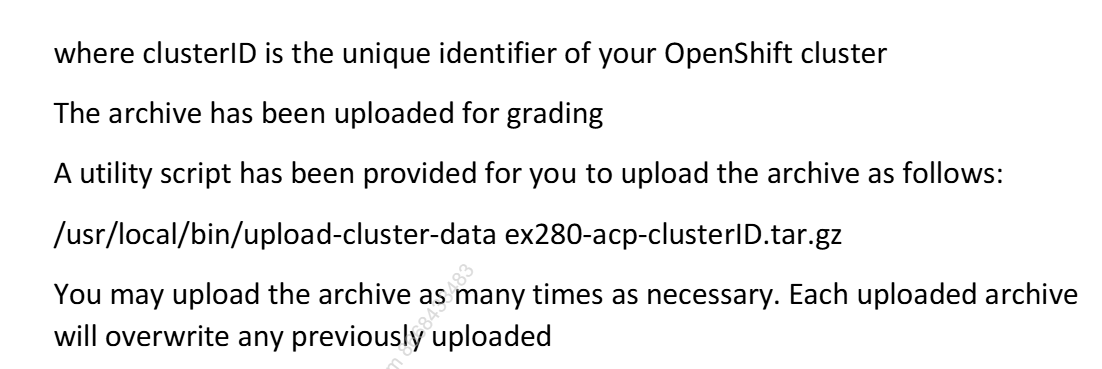 where clusterID is the unique identifier of your OpenShift cluster
The archive has been uploaded for grading
A utility script has been provided for you to upload the archive as follows:
/usr/local/bin/upload-cluster-data ex280-acp-clusterID.tar.gz
You may upload the archive as many times as necessary. Each uploaded archive
will overwrite any previously uploaded